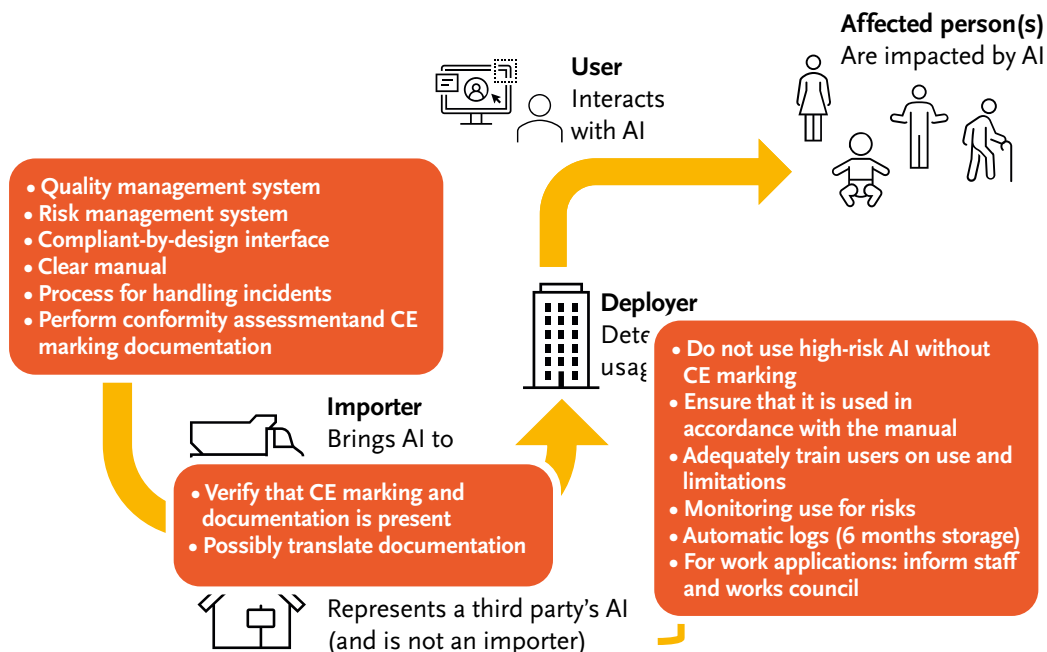 Affected person(s)
Are impacted by AI
User
Interacts
with AI
• Quality management system
• Risk management system
• Compliant-by-design interface
• Clear manual
• Process for handling incidents
• Perform conformity assessmentand CE
marking documentation
Deployer
• Do not use high-risk AI without
CE marking
• Ensure that it is used in
accordance with the manual
• Adequately train users on use and
limitations
• Monitoring use for risks
• Automatic logs (6 months storage)
• For work applications: inform staff
and works council
Importer
Brings AI to
• Verify that CE marking and
documentation is present
• Possibly translate documentation
Represents a third party's AI
(and is not an importer)